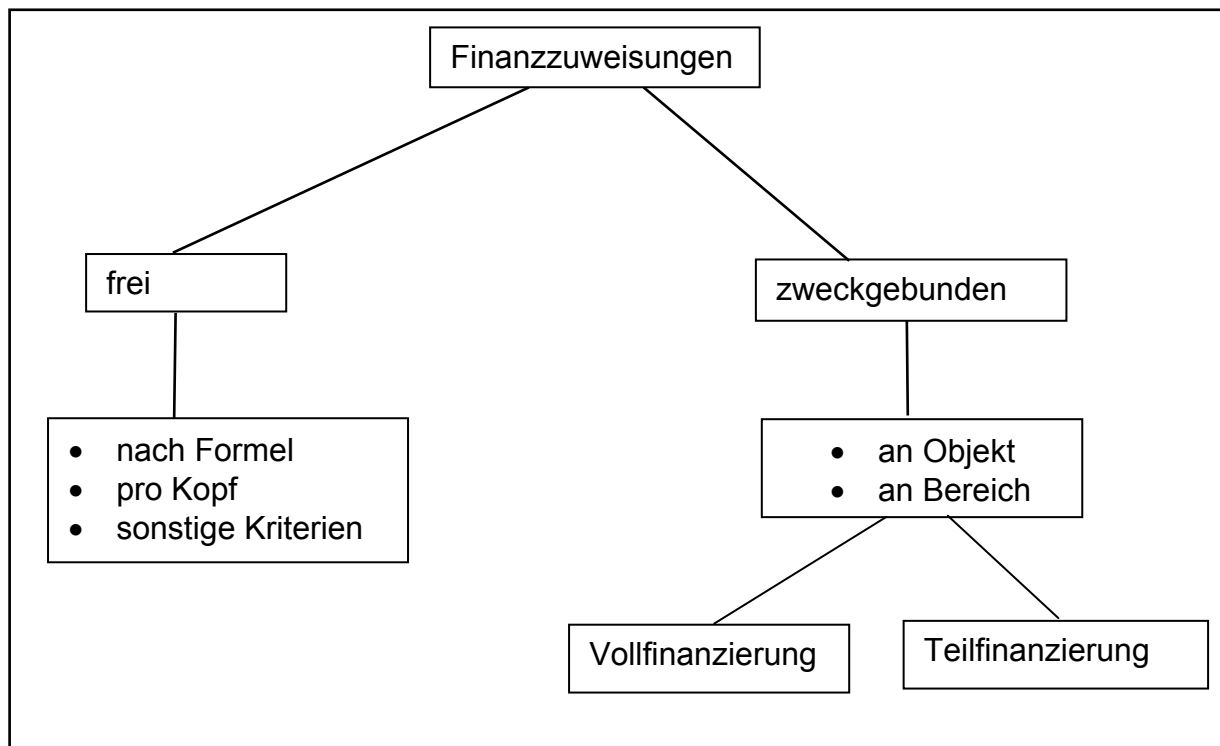 Finanzzuweisungen
frei
zweckgebunden
• nach Formel
• pro Kopf
• sonstige Kriterien
• an Objekt
• an Bereich
Vollfinanzierung
Teilfinanzierung